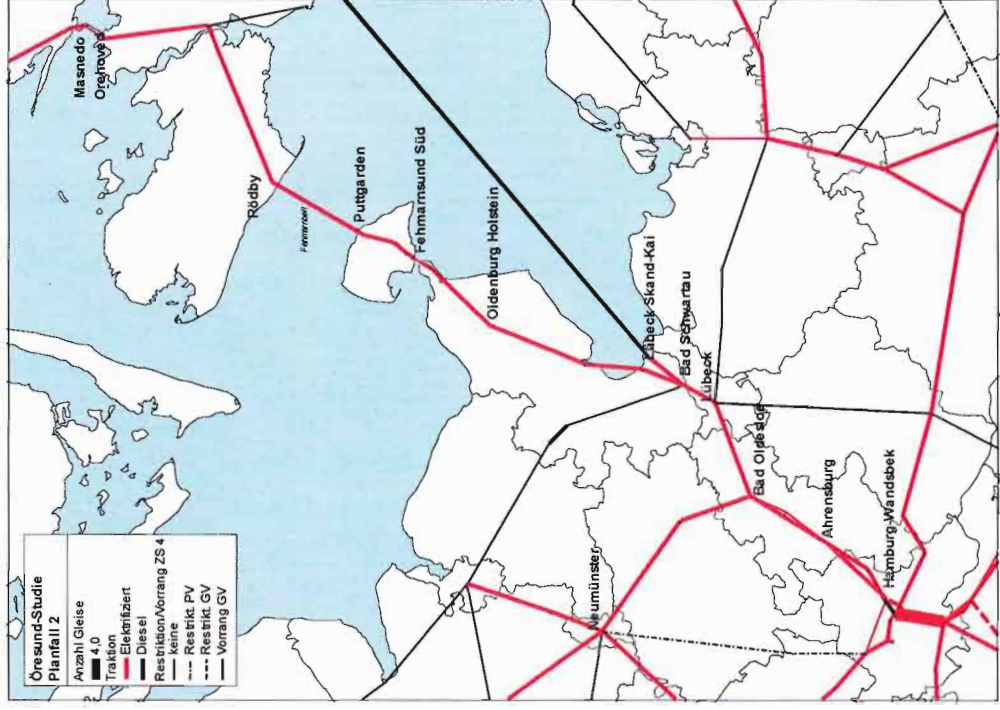 Öresund-Studie
Planfall 2
Anzahl Gleise
4,0
Traktion
Elektrifiziert
Diesel
Restriktion/Vorrang ZS 4
keine
Restrikt. PV
Restrikt. GV
Vorrang GV
Masnedo
Orehoved
Rödby
Fehmarnbelt
Puttgarden
Fehmarnsund Süd
Oldenburg Holstein
Lübeck-Skand-Kai
Bad Schwartau
Lübeck
Bad Oldesloe
Ahrensburg
Neumünster
Hamburg-Wandsbek